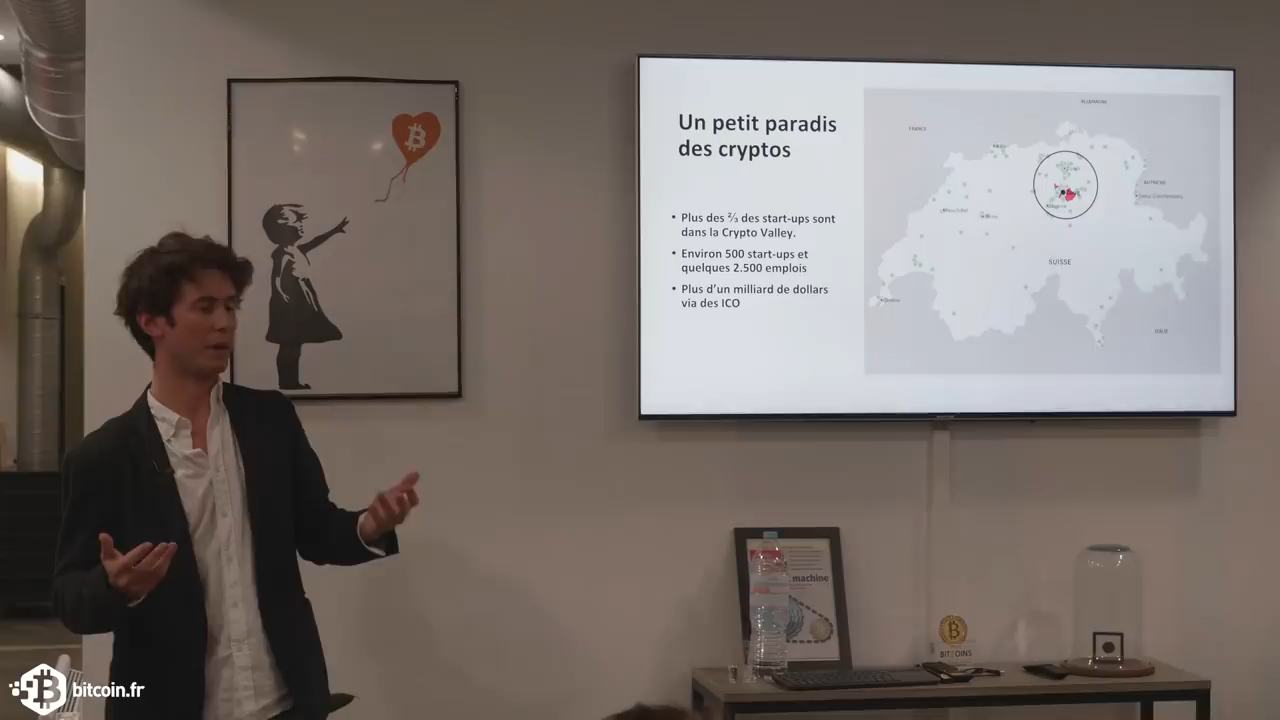 Un petit paradis
des cryptos
• Plus des ⅔ des start-ups sont
dans la Crypto Valley.
• Environ 500 start-ups et
quelques 2.500 emplois
• Plus d'un milliard de dollars
via des ICO
ALLEMAGNE
FRANCE
AUTRICHE
SUISSE
ITALIE
machine
BITCOINS
bitcoin.fr